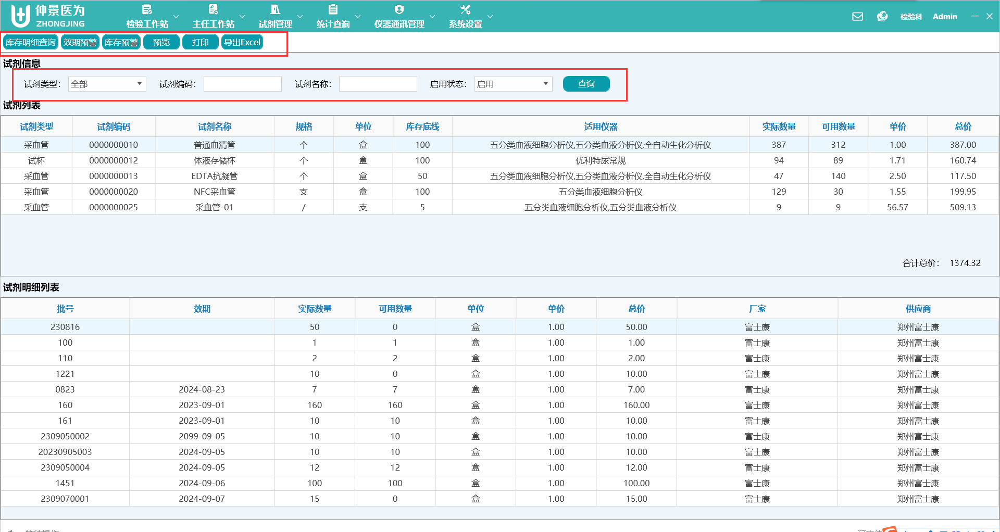 仲景医为
ZHONGJING
检验工作站 主任工作站 试剂管理 统计查询 仪器通讯管理 系统设置 检验科 Admin
库存明细查询 效期预警 库存预警 预览 打印 导出Excel
试剂信息
试剂类型： 全部 试剂编码： 试剂名称： 启用状态： 启用 查询
试剂列表
试剂类型 试剂编码 试剂名称 规格 单位 库存底线 适用仪器 实际数量 可用数量 单价 总价
采血管 0000000010 普通血清管 个 盒 100 五分类血液细胞分析仪,五分类血液分析仪,全自动生化分析仪 387 312 1.00 387.00
试杯 0000000012 体液存储杯 个 盒 100 优利特尿常规 94 89 1.71 160.74
采血管 0000000013 EDTA抗凝管 个 盒 50 五分类血液细胞分析仪,五分类血液分析仪,全自动生化分析仪 47 140 2.50 117.50
采血管 0000000020 NFC采血管 支 盒 100 五分类血液细胞分析仪 129 30 1.55 199.95
采血管 0000000025 采血管-01 / 支 5 五分类血液细胞分析仪,五分类血液分析仪 9 9 56.57 509.13
合计总价： 1374.32
试剂明细列表
批号 效期 实际数量 可用数量 单位 单价 总价 厂家 供应商
230816 50 0 盒 1.00 50.00 富士康 郑州富士康
100 1 1 盒 1.00 1.00 富士康 郑州富士康
110 2 2 盒 1.00 2.00 富士康 郑州富士康
1221 10 0 盒 1.00 10.00 富士康 郑州富士康
0823 2024-08-23 7 7 盒 1.00 7.00 富士康 郑州富士康
160 2023-09-01 160 160 盒 1.00 160.00 富士康 郑州富士康
161 2023-09-01 10 10 盒 1.00 10.00 富士康 郑州富士康
2309050002 2099-09-05 10 10 盒 1.00 10.00 富士康 郑州富士康
20230905003 2024-09-05 10 10 盒 1.00 10.00 富士康 郑州富士康
2309050004 2024-09-05 12 12 盒 1.00 12.00 富士康 郑州富士康
1451 2024-09-06 100 100 盒 1.00 100.00 富士康 郑州富士康
2309070001 2024-09-07 15 0 盒 1.00 15.00 富士康 郑州富士康